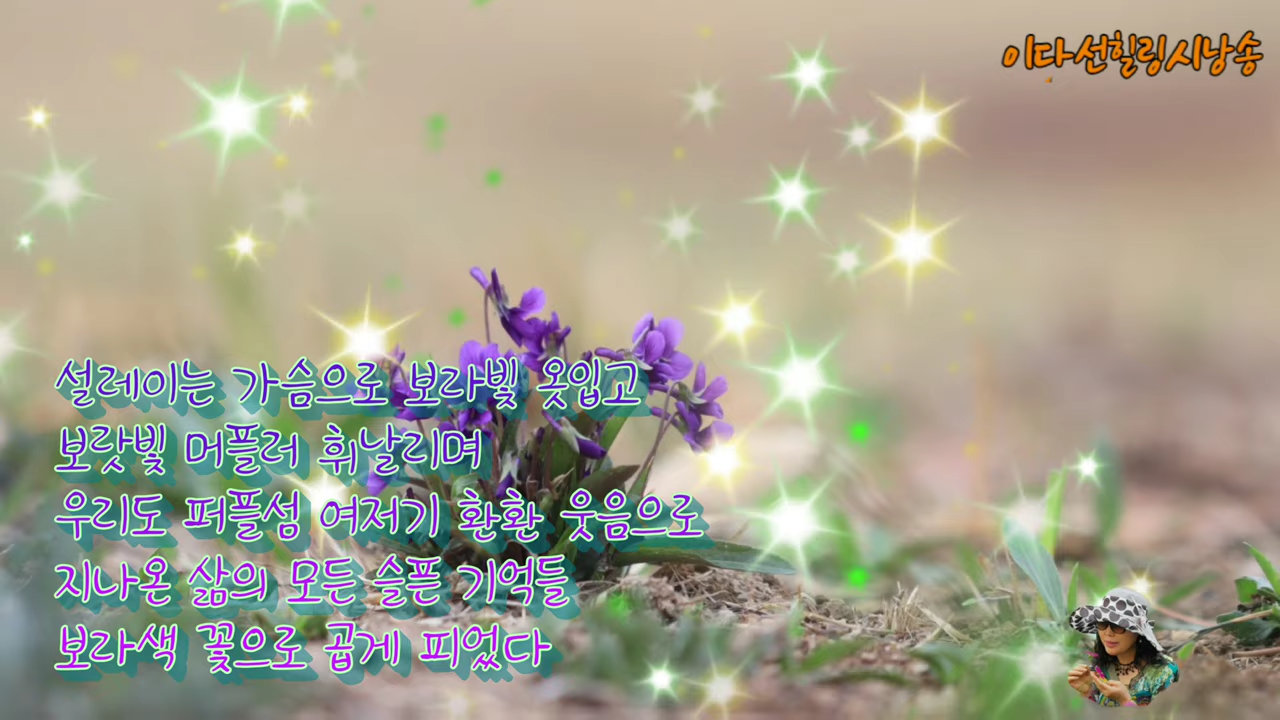 이다선힐링시낭송
설레이는 가슴으로 보라빛 옷입고
보랏빛 머플러 휘날리며
우리도 퍼플섬 여저기 환환 웃음으로
지나온 삶의 모든 슬픈 기억들
보라색 꽃으로 곱게 피었다